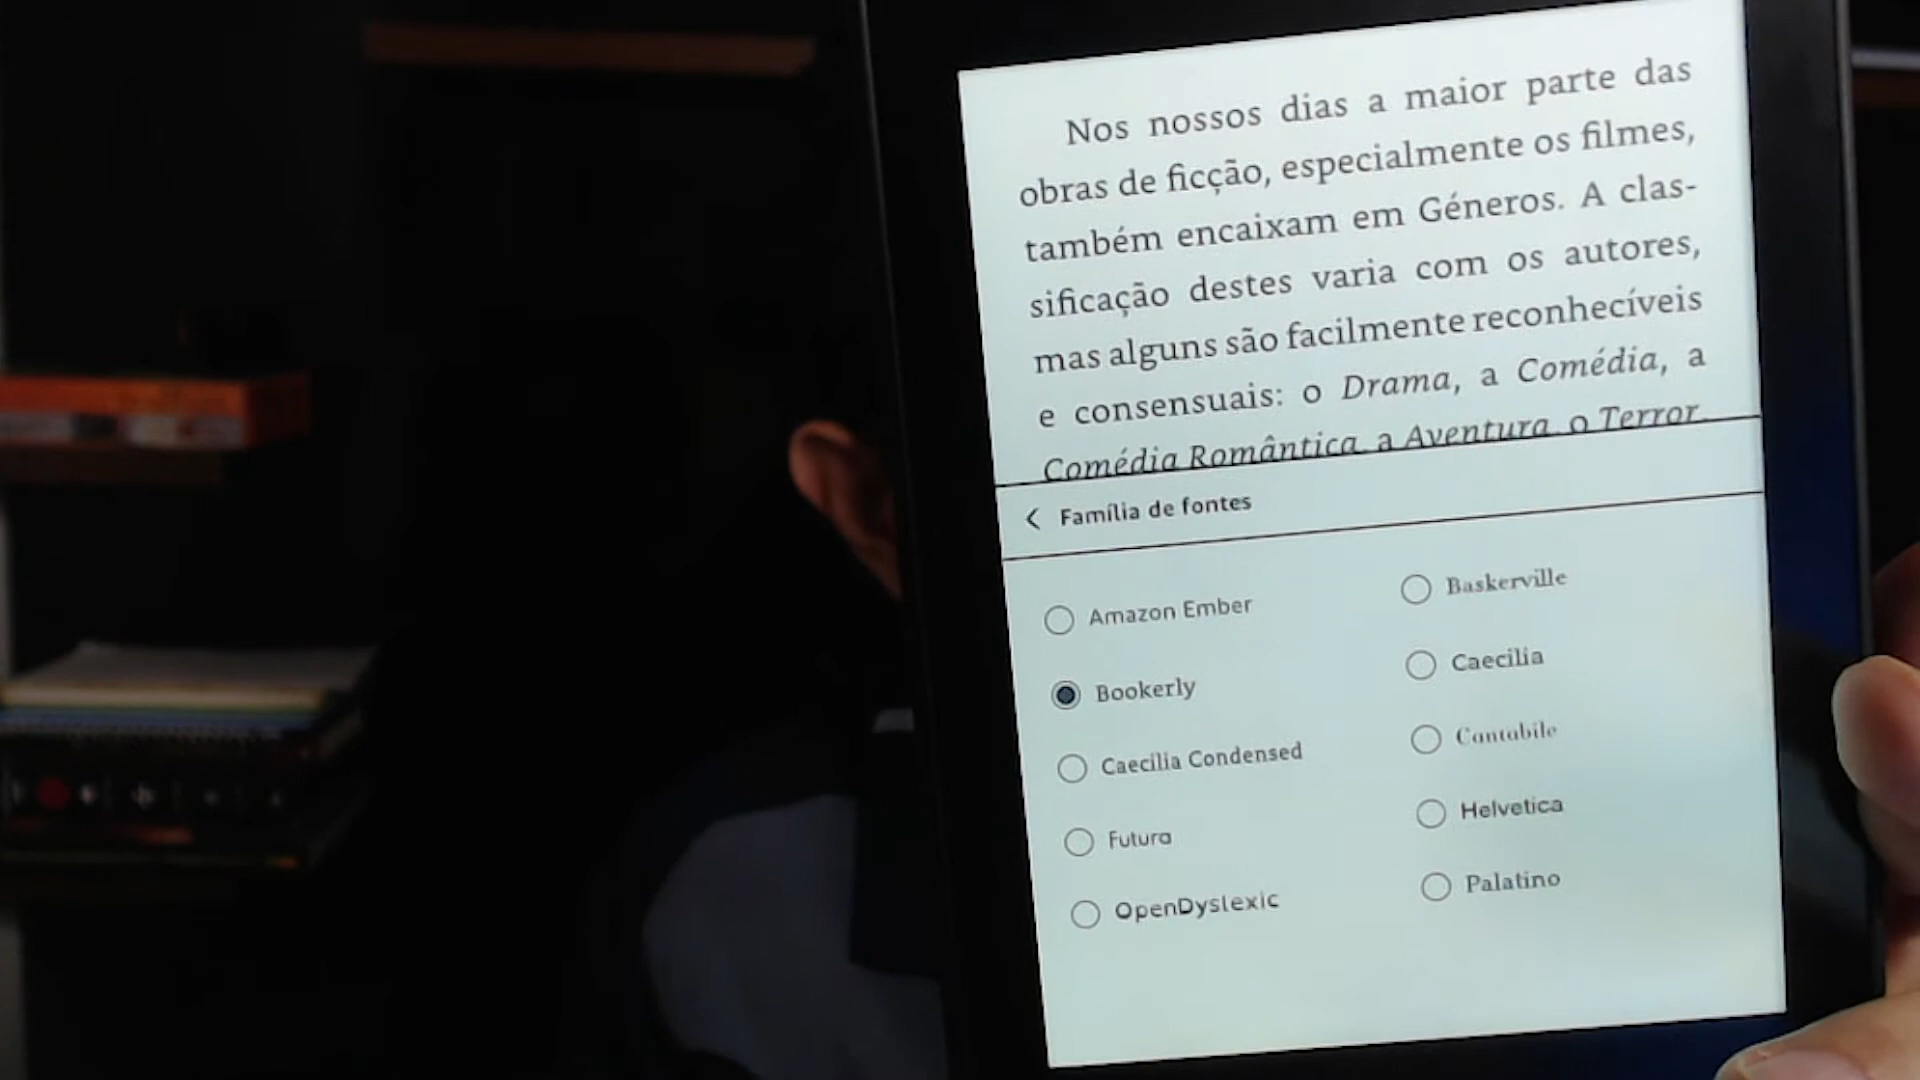 Nos nossos dias a maior parte das
obras de ficção, especialmente os filmes,
também encaixam em Géneros. A clas-
sificação destes varia com os autores,
mas alguns são facilmente reconhecíveis
e consensuais: o Drama, a Comédia, a
Comédia Romântica, a Aventura, o Terror,
Família de fontes
Amazon Ember
Baskerville
Bookerly
Caecilia
Caecilia Condensed
Cantabile
Futura
Helvetica
OpenDyslexic
Palatino